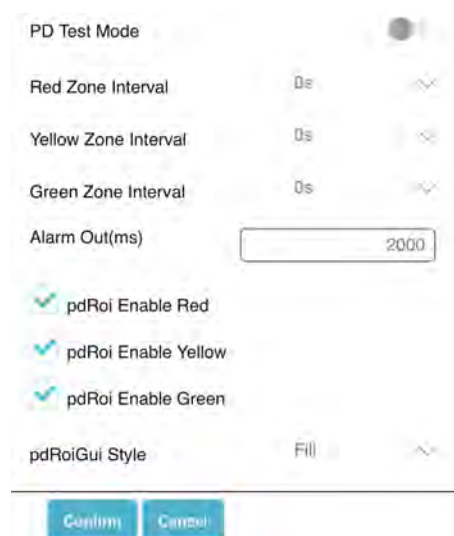 PD Test Mode
Red Zone Interval 0s
Yellow Zone Interval 0s
Green Zone Interval 0s
Alarm Out(ms) 2000
pdRoi Enable Red
pdRoi Enable Yellow
pdRoi Enable Green
pdRoiGui Style Fill
Confirm Cancel